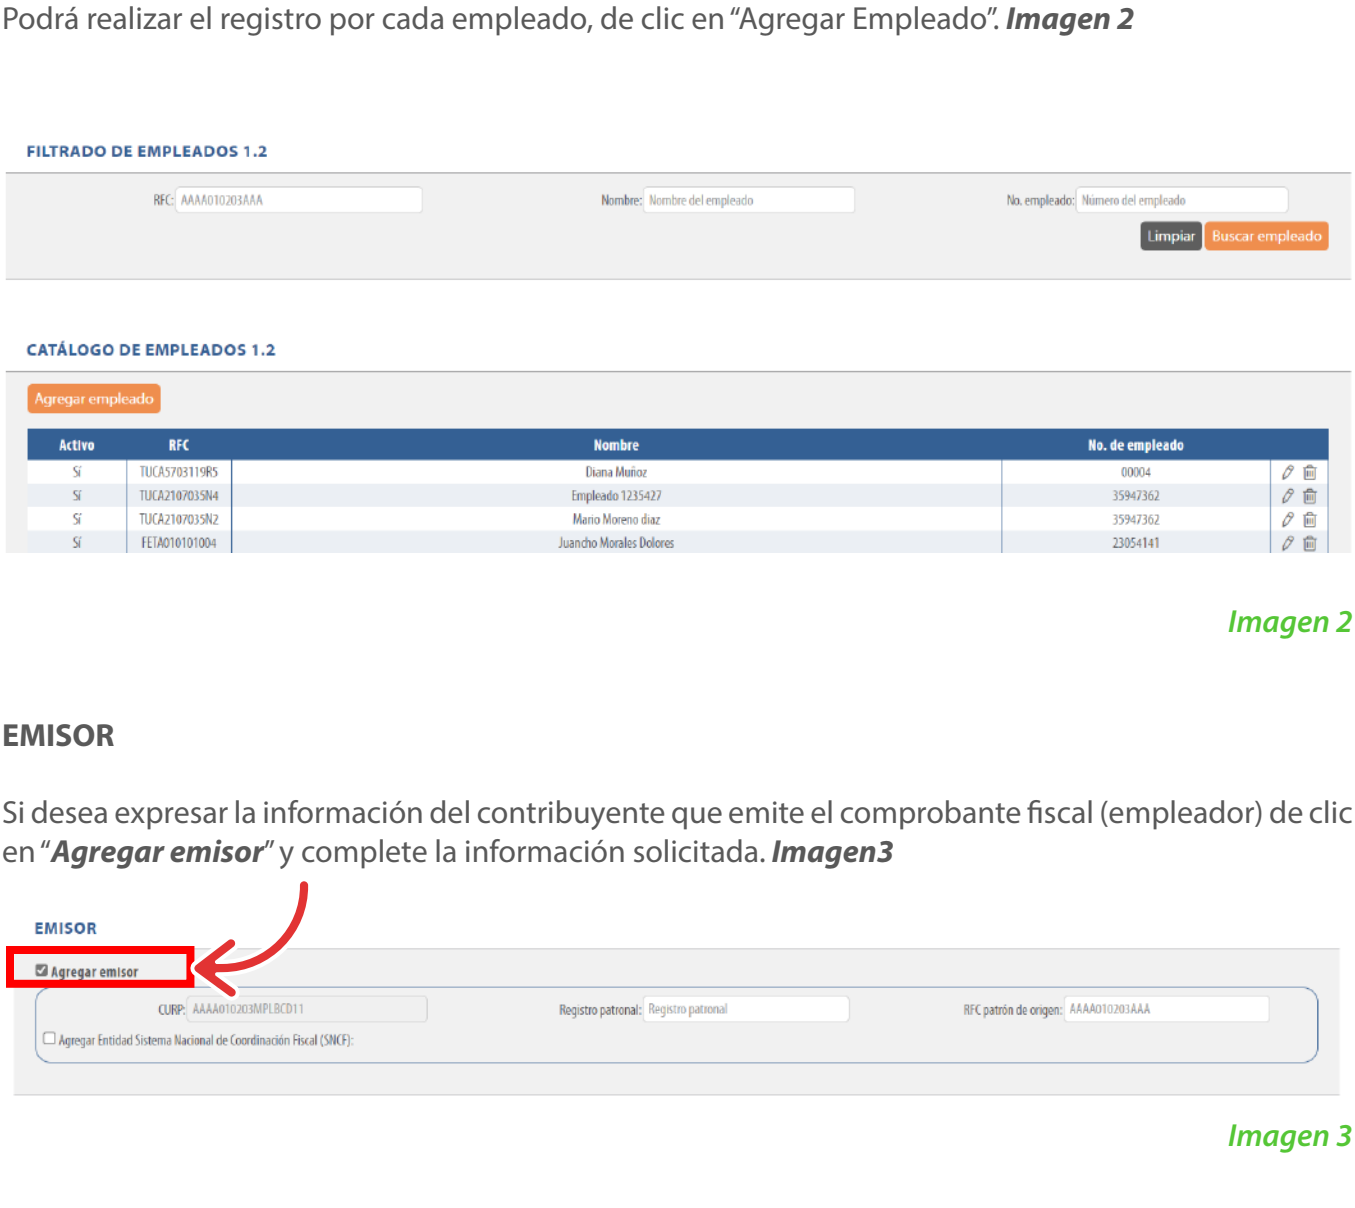 Podrá realizar el registro por cada empleado, de clic en “Agregar Empleado”. Imagen 2
FILTRADO DE EMPLEADOS 1.2
RFC: AAAA010203AAA Nombre: Nombre del empleado No. empleado: Número del empleado
Limpiar Buscar empleado
CATÁLOGO DE EMPLEADOS 1.2
Agregar empleado
Activo RFC Nombre No. de empleado
Sí TUCA5703119R5 Diana Muñoz 00004
Sí TUCA2107035N4 Empleado 1235427 35947362
Sí TUCA2107035N2 Mario Moreno diaz 35947362
Sí FETA010101004 Juancho Morales Dolores 23054141
Imagen 2
EMISOR
Si desea expresar la información del contribuyente que emite el comprobante fiscal (empleador) de clic
en “Agregar emisor” y complete la información solicitada. Imagen3
EMISOR
Agregar emisor
CURP: AAAA010203MPLBCD11 Registro patronal: Registro patronal RFC patrón de origen: AAAA010203AAA
Agregar Entidad Sistema Nacional de Coordinación Fiscal (SNCF):
Imagen 3